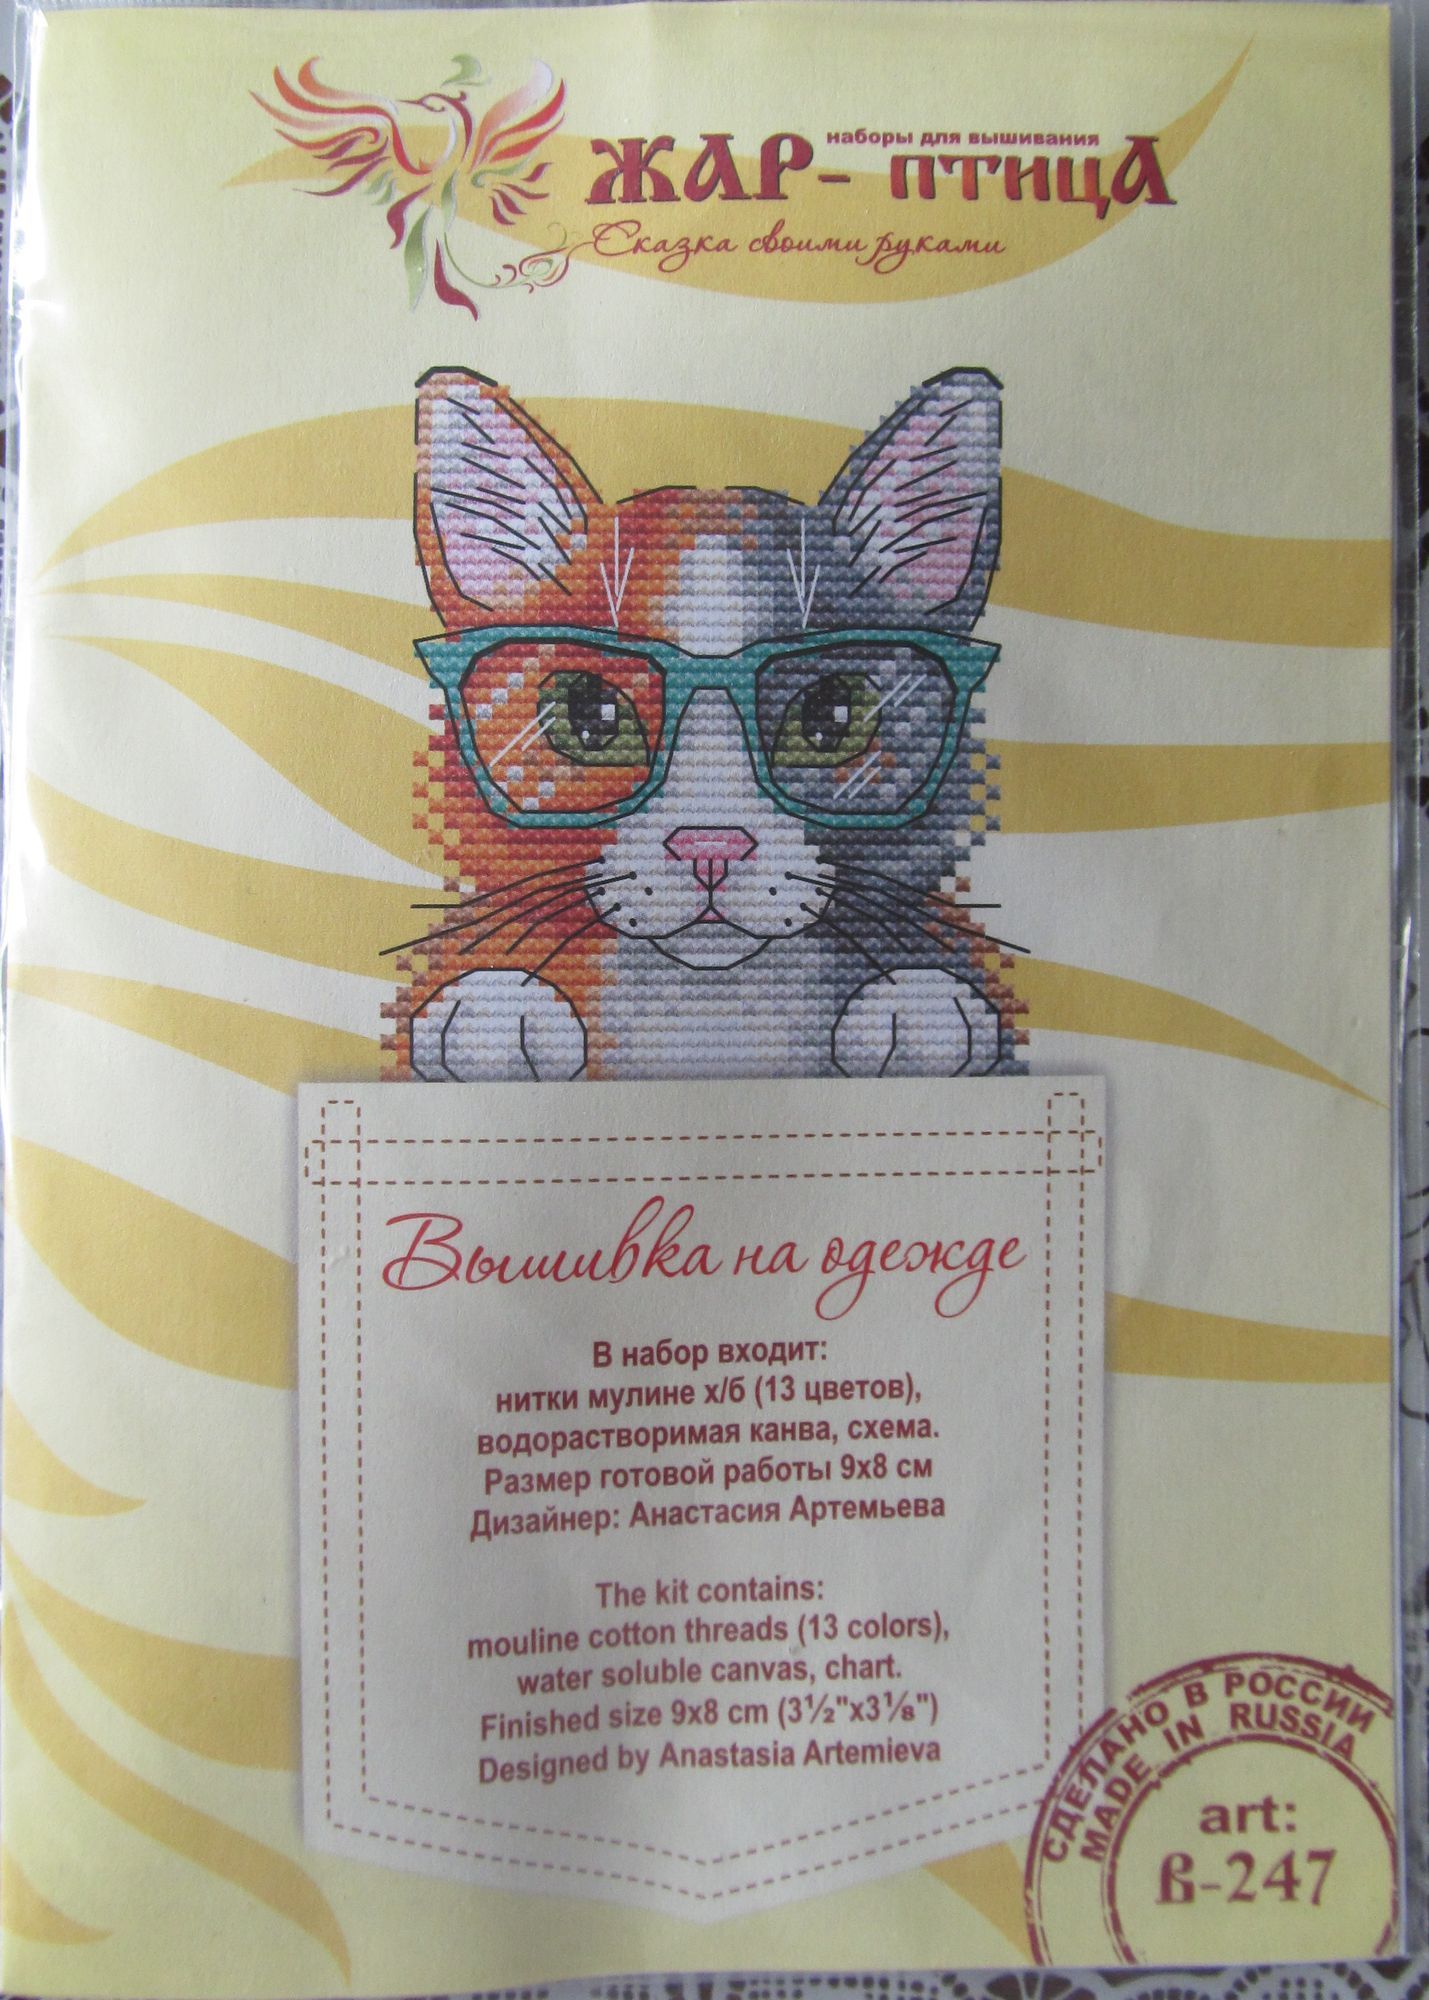 наборы для вышивания
ЖАР-ПТИЦА
Сказка своими руками
Вышивка на одежде
В набор входит:
нитки мулине х/б (13 цветов),
водорастворимая канва, схема.
Размер готовой работы 9х8 см
Дизайнер: Анастасия Артемьева
The kit contains:
mouline cotton threads (13 colors),
water soluble canvas, chart.
Finished size 9x8 cm (3½"x3⅛")
Designed by Anastasia Artemieva
СДЕЛАНО В РОССИИ
MADE IN RUSSIA
art:
В-247